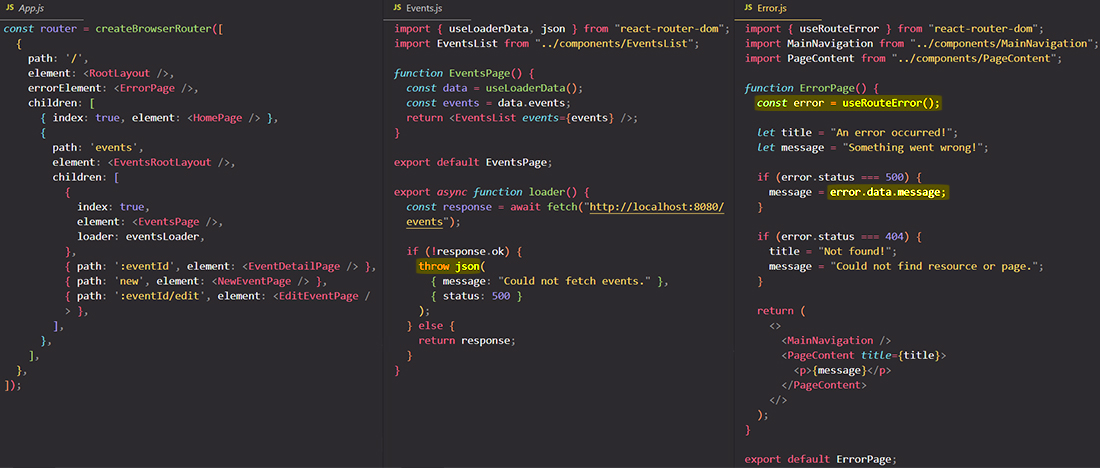 JS App.js
const router = createBrowserRouter([
  {
    path: '/',
    element: <RootLayout />,
    errorElement: <ErrorPage />,
    children: [
      { index: true, element: <HomePage /> },
      {
        path: 'events',
        element: <EventsRootLayout />,
        children: [
          {
            index: true,
            element: <EventsPage />,
            loader: eventsLoader,
          },
          { path: ':eventId', element: <EventDetailPage /> },
          { path: 'new', element: <NewEventPage /> },
          { path: ':eventId/edit', element: <EditEventPage /
          > },
        ],
      },
    ],
  },
]);
JS Events.js
import { useLoaderData, json } from "react-router-dom";
import EventsList from "../components/EventsList";

function EventsPage() {
  const data = useLoaderData();
  const events = data.events;
  return <EventsList events={events} />;
}

export default EventsPage;

export async function loader() {
  const response = await fetch("http://localhost:8080/
  events");

  if (!response.ok) {
    throw json(
      { message: "Could not fetch events." },
      { status: 500 }
    );
  } else {
    return response;
  }
}
JS Error.js
import { useRouteError } from "react-router-dom";
import MainNavigation from "../components/MainNavigation";
import PageContent from "../components/PageContent";

function ErrorPage() {
  const error = useRouteError();

  let title = "An error occurred!";
  let message = "Something went wrong!";

  if (error.status === 500) {
    message = error.data.message;
  }

  if (error.status === 404) {
    title = "Not found!";
    message = "Could not find resource or page.";
  }

  return (
    <>
      <MainNavigation />
      <PageContent title={title}>
        <p>{message}</p>
      </PageContent>
    </>
  );
}

export default ErrorPage;